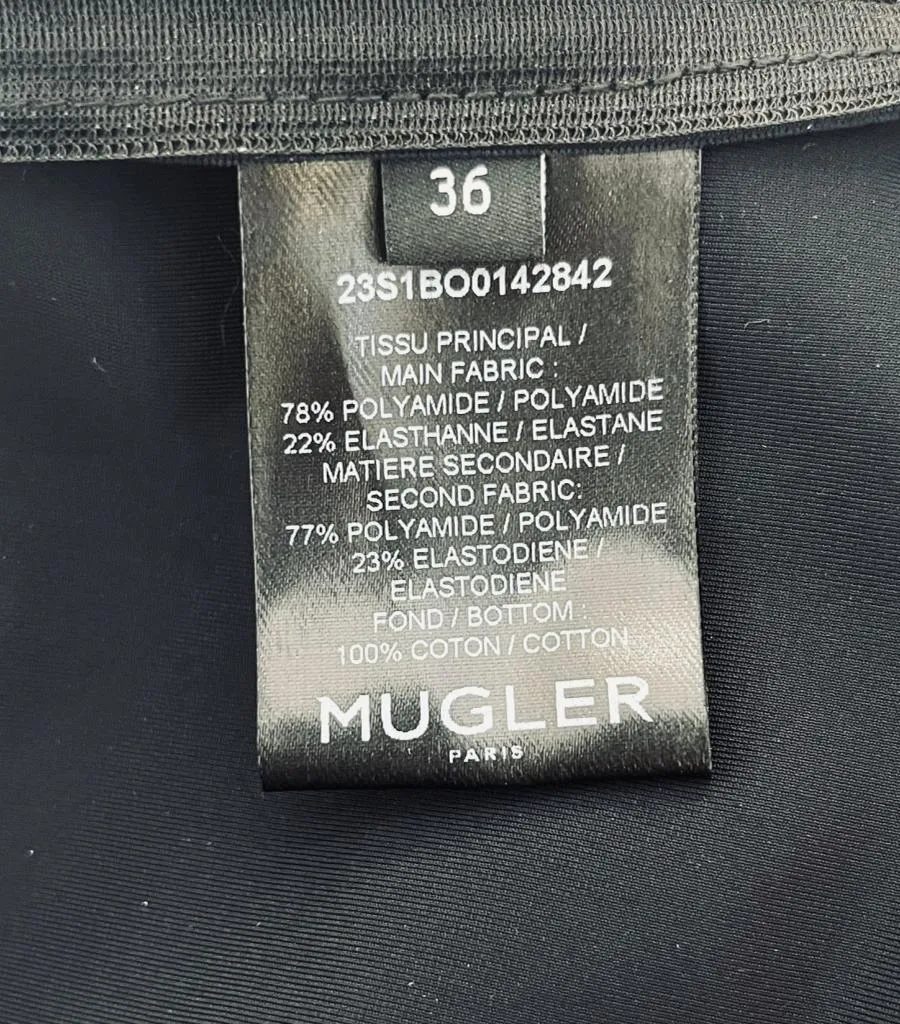 36
23S1BO0142842
TISSU PRINCIPAL /
MAIN FABRIC :
78% POLYAMIDE / POLYAMIDE
22% ELASTHANNE / ELASTANE
MATIERE SECONDAIRE /
SECOND FABRIC:
77% POLYAMIDE / POLYAMIDE
23% ELASTODIENE /
ELASTODIENE
FOND / BOTTOM :
100% COTON / COTTON
MUGLER
PARIS